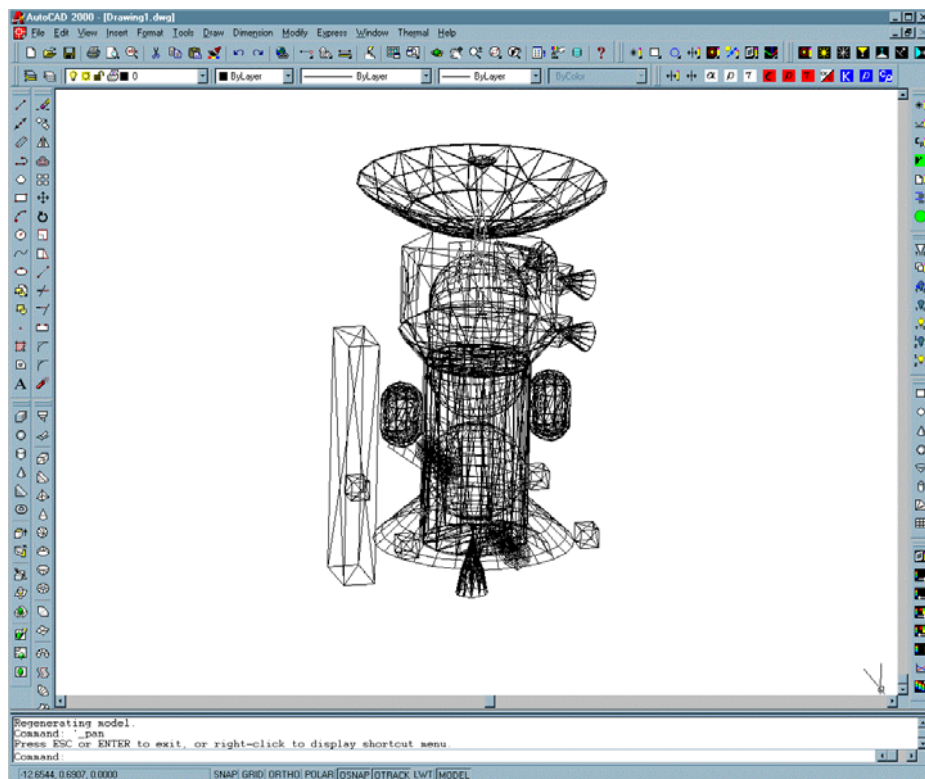 AutoCAD 2000 - [Drawing1.dwg]
File Edit View Insert Format Tools Draw Dimension Modify Express Window Thermal Help
0 ByLayer ByLayer ByLayer ByColor
Regenerating model.
Command: '_pan
Press ESC or ENTER to exit, or right-click to display shortcut menu.
Command:
-12.6544, 0.6907, 0.0000 SNAP GRID ORTHO POLAR OSNAP OTRACK LWT MODEL